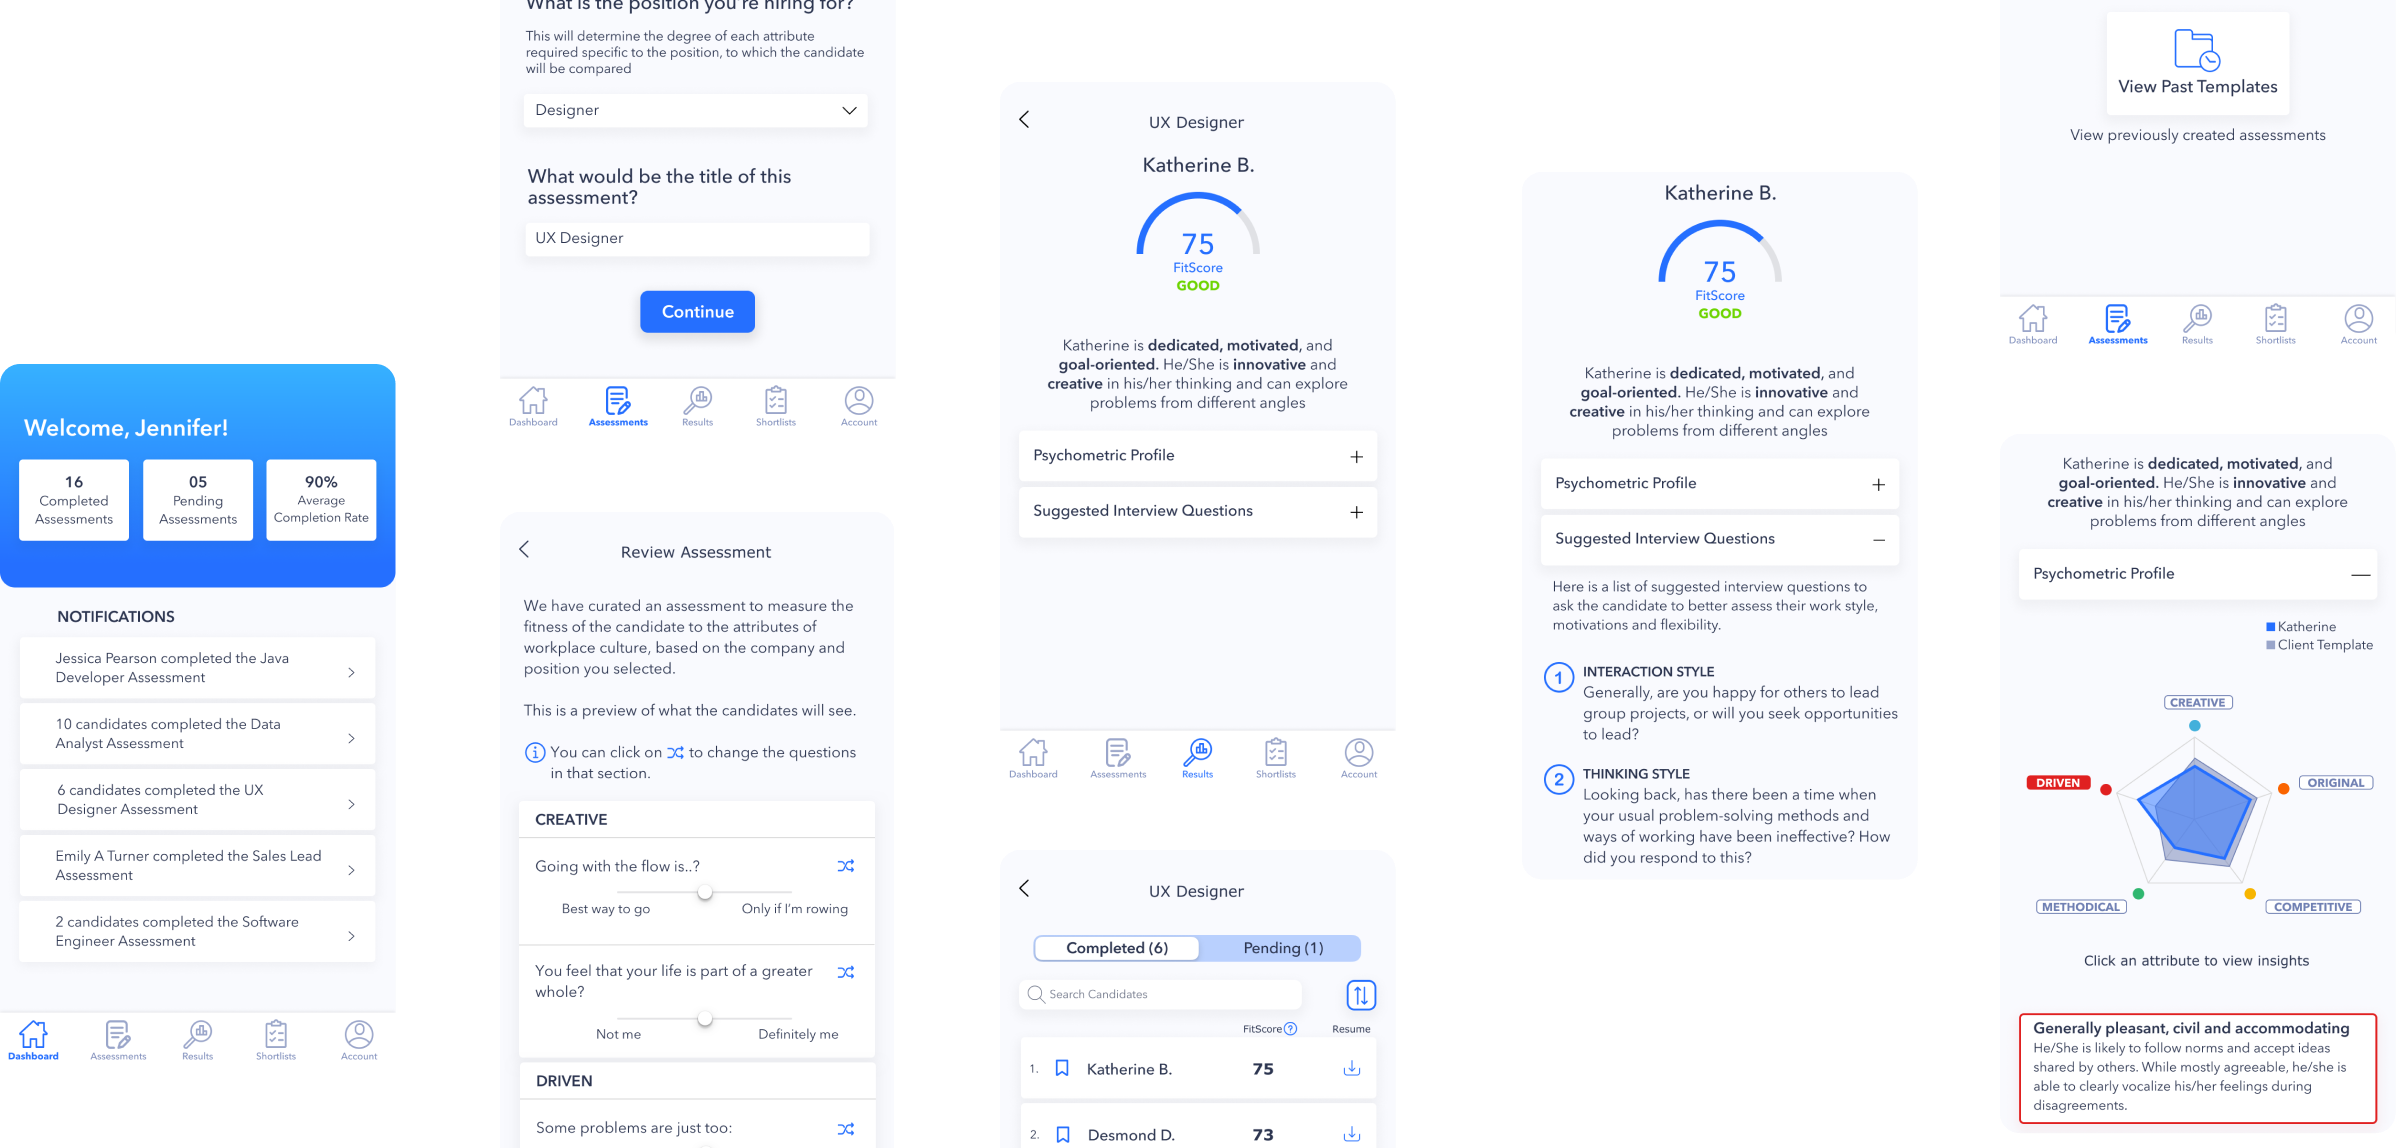 Welcome, Jennifer!
16
Completed
Assessments
05
Pending
Assessments
90%
Average
Completion Rate
NOTIFICATIONS
Jessica Pearson completed the Java
Developer Assessment
10 candidates completed the Data
Analyst Assessment
6 candidates completed the UX
Designer Assessment
Emily A Turner completed the Sales Lead
Assessment
2 candidates completed the Software
Engineer Assessment
Dashboard
Assessments
Results
Shortlists
Account
What is the position you're hiring for?
This will determine the degree of each attribute
required specific to the position, to which the candidate
will be compared
Designer
What would be the title of this
assessment?
UX Designer
Continue
Dashboard
Assessments
Results
Shortlists
Account
Review Assessment
We have curated an assessment to measure the
fitness of the candidate to the attributes of
workplace culture, based on the company and
position you selected.
This is a preview of what the candidates will see.
You can click on to change the questions
in that section.
CREATIVE
Going with the flow is..?
Best way to go
Only if I'm rowing
You feel that your life is part of a greater
whole?
Not me
Definitely me
DRIVEN
Some problems are just too:
UX Designer
Katherine B.
75
FitScore
GOOD
Katherine is dedicated, motivated, and
goal-oriented. He/She is innovative and
creative in his/her thinking and can explore
problems from different angles
Psychometric Profile
Suggested Interview Questions
Dashboard
Assessments
Results
Shortlists
Account
UX Designer
Completed (6)
Pending (1)
Search Candidates
FitScore ?
Resume
1. Katherine B. 75
2. Desmond D. 73
Katherine B.
75
FitScore
GOOD
Katherine is dedicated, motivated, and
goal-oriented. He/She is innovative and
creative in his/her thinking and can explore
problems from different angles
Psychometric Profile
Suggested Interview Questions
Here is a list of suggested interview questions to
ask the candidate to better assess their work style,
motivations and flexibility.
1 INTERACTION STYLE
Generally, are you happy for others to lead
group projects, or will you seek opportunities
to lead?
2 THINKING STYLE
Looking back, has there been a time when
your usual problem-solving methods and
ways of working have been ineffective? How
did you respond to this?
View Past Templates
View previously created assessments
Dashboard
Assessments
Results
Shortlists
Account
Katherine is dedicated, motivated, and
goal-oriented. He/She is innovative and
creative in his/her thinking and can explore
problems from different angles
Psychometric Profile
Katherine
Client Template
CREATIVE
DRIVEN
ORIGINAL
METHODICAL
COMPETITIVE
Click an attribute to view insights
Generally pleasant, civil and accommodating
He/She is likely to follow norms and accept ideas
shared by others. While mostly agreeable, he/she is
able to clearly vocalize his/her feelings during
disagreements.